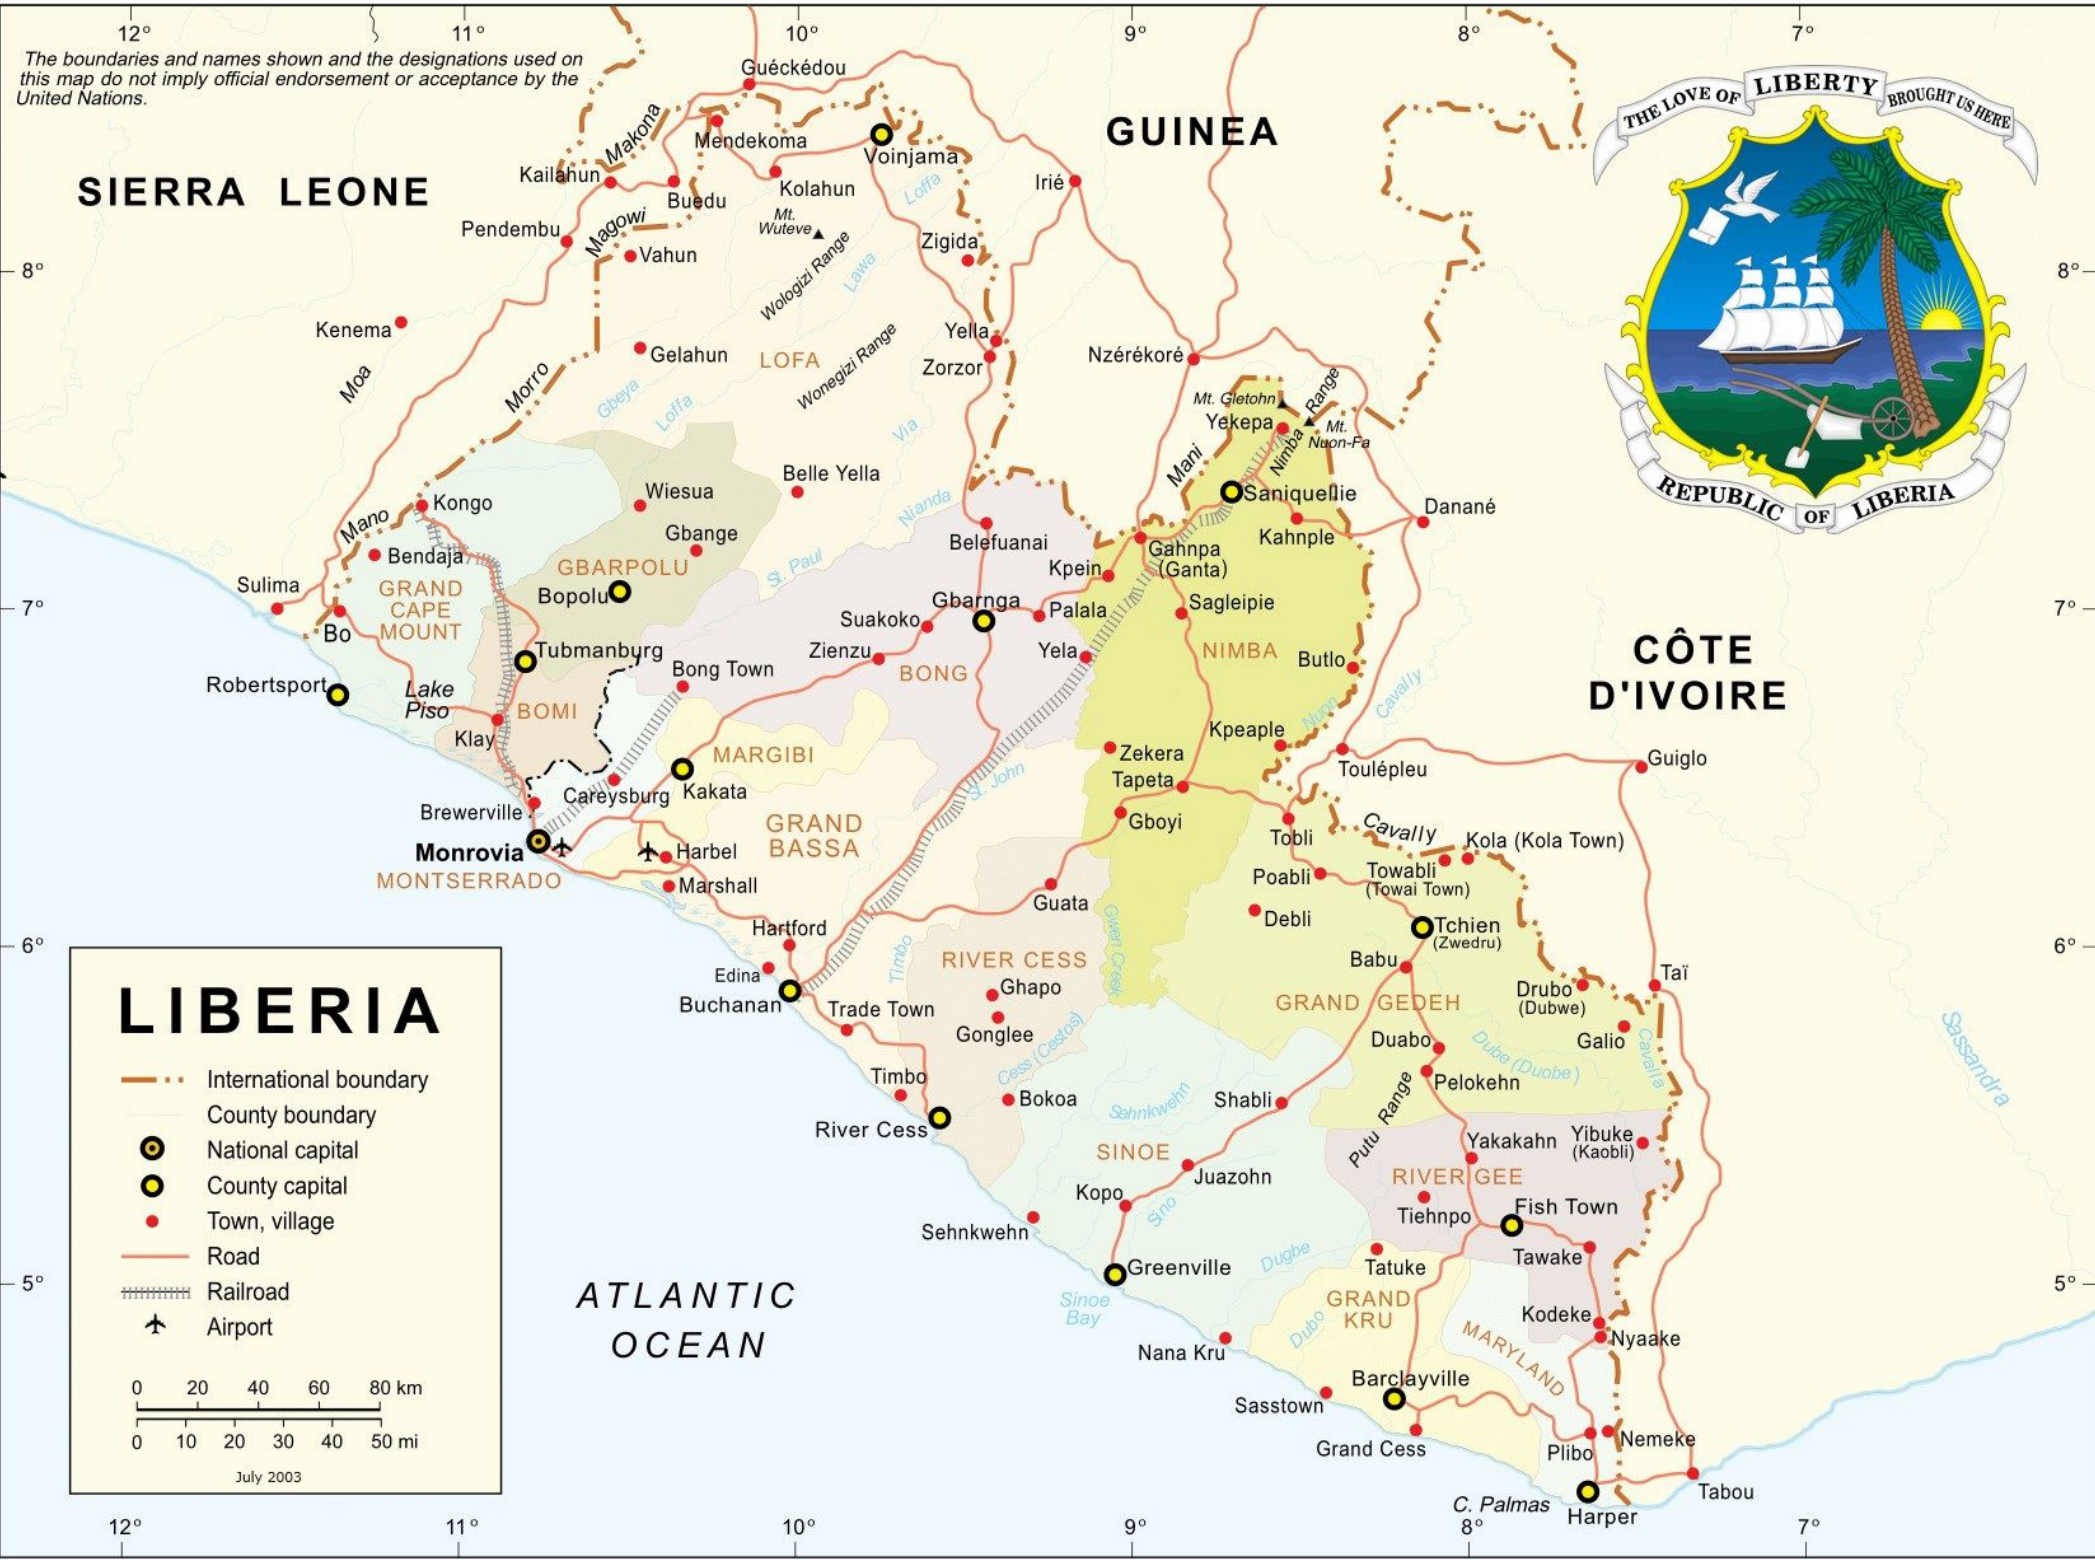 12° 11° 10° 9° 8° 7°
The boundaries and names shown and the designations used on
this map do not imply official endorsement or acceptance by the
United Nations.
THE LOVE OF LIBERTY BROUGHT US HERE
Guéckédou
GUINEA
Makona
Mendekoma
Voinjama
SIERRA LEONE
Kailahun
Kolahun
Loffa
Irié
Buedu
Mt.
Wuteve
Pendembu
Magowi
Vahun
Zigida
8°
8°
Wologizi Range
Lawa
Kenema
Yella
Gelahun
LOFA
Wonegizi Range
Zorzor
Nzérékoré
Moa
Morro
Gbeya
Loffa
Via
Mt. Gletohn
Range
Yekepa
Mt.
Nuon-Fa
Nimba
Mani
Belle Yella
Kongo
Wiesua
Nianda
Saniquellie
Danané
REPUBLIC OF LIBERIA
Mano
Gbange
Belefuanai
Kahnple
Bendaja
GBARPOLU
St. Paul
Kpein
Gahnpa
(Ganta)
Sulima
GRAND
CAPE
MOUNT
Bopolu
Gbarnga
Palala
Sagleipie
7°
7°
Bo
Suakoko
Tubmanburg
Zienzu
Yela
NIMBA
Butlo
CÔTE
D'IVOIRE
Robertsport
Lake
Piso
Bong Town
BONG
BOMI
Nuon
Cavally
Klay
MARGIBI
Kpeaple
Zekera
Toulépleu
Guiglo
Tapeta
St. John
Careysburg
Kakata
Brewerville
Gboyi
GRAND
BASSA
Tobli
Cavally
Kola (Kola Town)
Monrovia
Harbel
Towabli
(Towai Town)
MONTSERRADO
Marshall
Poabli
Guata
Debli
Hartford
Gwen Creek
Tchien
(Zwedru)
6°
6°
Timbo
RIVER CESS
Babu
Edina
Buchanan
Ghapo
Taï
Drubo
(Dubwe)
GRAND GEDEH
Trade Town
Gonglee
Galio
Duabo
Dube (Duobe)
Cavalla
Sassandra
Cess (Cestos)
Timbo
Pelokehn
Bokoa
Sehnkwehn
Shabli
Putu Range
River Cess
SINOE
Yakakahn
Yibuke
(Kaobli)
Juazohn
RIVER GEE
Kopo
Sino
Tiehnpo
Fish Town
Sehnkwehn
Tawake
Greenville
Dugbe
Tatuke
5°
5°
Sinoe
Bay
GRAND
KRU
Dubo
Kodeke
Nyaake
MARYLAND
Nana Kru
Barclayville
Sasstown
Grand Cess
Plibo
Nemeke
Tabou
C. Palmas
Harper
ATLANTIC
OCEAN
LIBERIA
International boundary
County boundary
National capital
County capital
Town, village
Road
Railroad
Airport
0 20 40 60 80 km
0 10 20 30 40 50 mi
July 2003
12° 11° 10° 9° 8° 7°